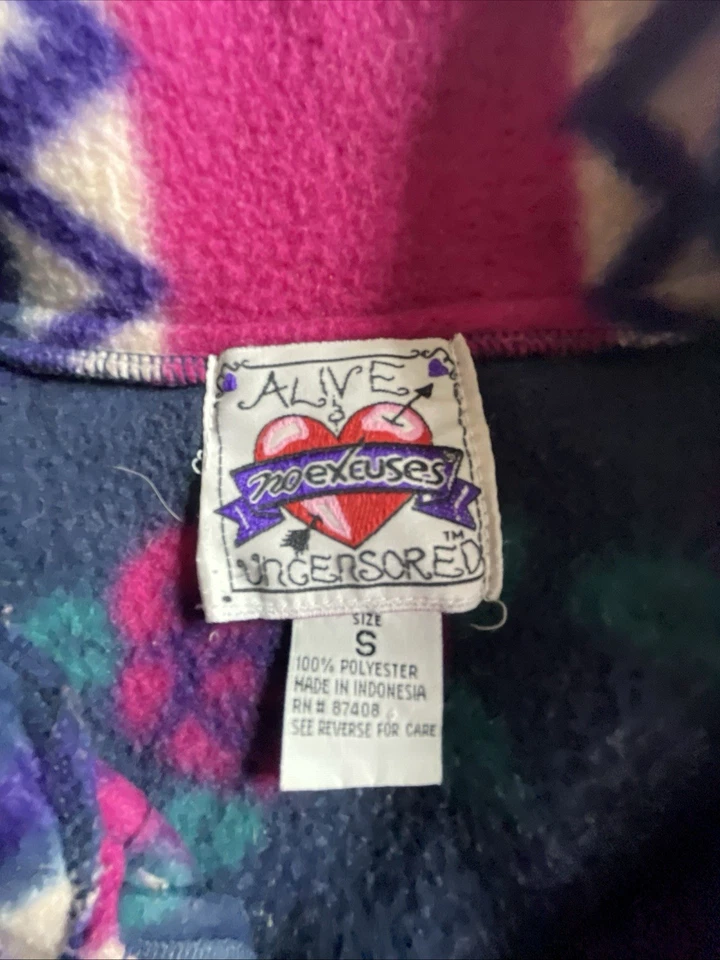 ALIVE
&
no excuses®
UNCENSORED™
SIZE
S
100% POLYESTER
MADE IN INDONESIA
RN# 87408
SEE REVERSE FOR CARE